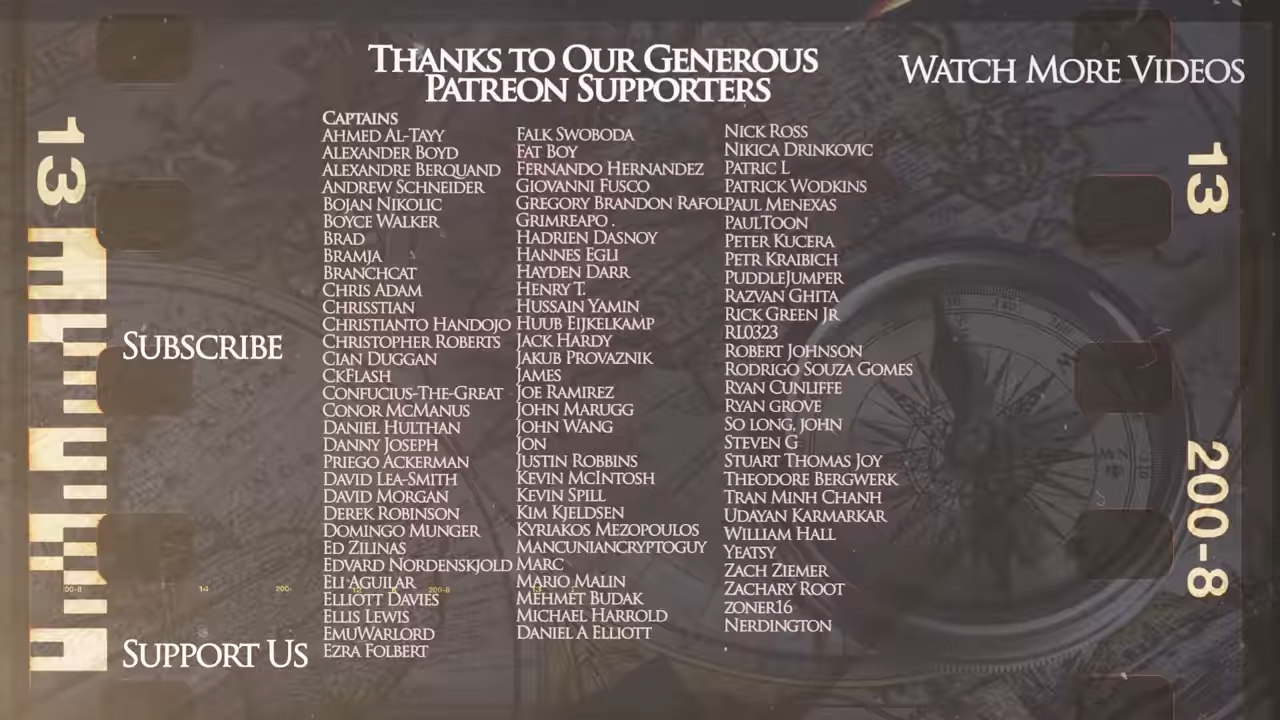 Thanks to Our Generous
Patreon Supporters
Watch More Videos
Captains
Ahmed Al-Tayy
Alexander Boyd
Alexandre Berquand
Andrew Schneider
Bojan Nikolic
Boyce Walker
Brad
Bramja
Branchcat
Chris Adam
Chrisstian
Christianto Handojo
Christopher Roberts
Cian Duggan
CKFlash
Confucius-The-Great
Conor McManus
Daniel Hulthan
Danny Joseph
Priego Ackerman
David Lea-Smith
David Morgan
Derek Robinson
Domingo Munger
Ed Zilinas
Edvard Nordenskjold
Eli Aguilar
Elliott Davies
Ellis Lewis
EmuWarlord
Ezra Folbert
Falk Swoboda
Fat Boy
Fernando Hernandez
Giovanni Fusco
Gregory Brandon Rafol
Grimreapo .
Hadrien Dasnoy
Hannes Egli
Hayden Darr
Henry T.
Hussain Yamin
Huub Eijkelkamp
Jack Hardy
Jakub Provaznik
James
Joe Ramirez
John Marugg
John Wang
Jon
Justin Robbins
Kevin McIntosh
Kevin Spill
Kim Kjeldsen
Kyriakos Mezopoulos
Mancuniancryptoguy
Marc
Mario Malin
Mehmet Budak
Michael Harrold
Daniel A Elliott
Nick Ross
Nikica Drinkovic
Patric L
Patrick Wodkins
Paul Menexas
PaulToon
Peter Kucera
Petr Kraibich
PuddleJumper
Razvan Ghita
Rick Green Jr
RL0323
Robert Johnson
Rodrigo Souza Gomes
Ryan Cunliffe
Ryan grove
So long, john
Steven G
Stuart Thomas Joy
Theodore Bergwerk
Tran Minh Chanh
Udayan Karmarkar
William Hall
Yeatsy
Zach Ziemer
Zachary Root
zoner16
Nerdington
Subscribe
Support Us
13
13
200-8
14
200-
200-8